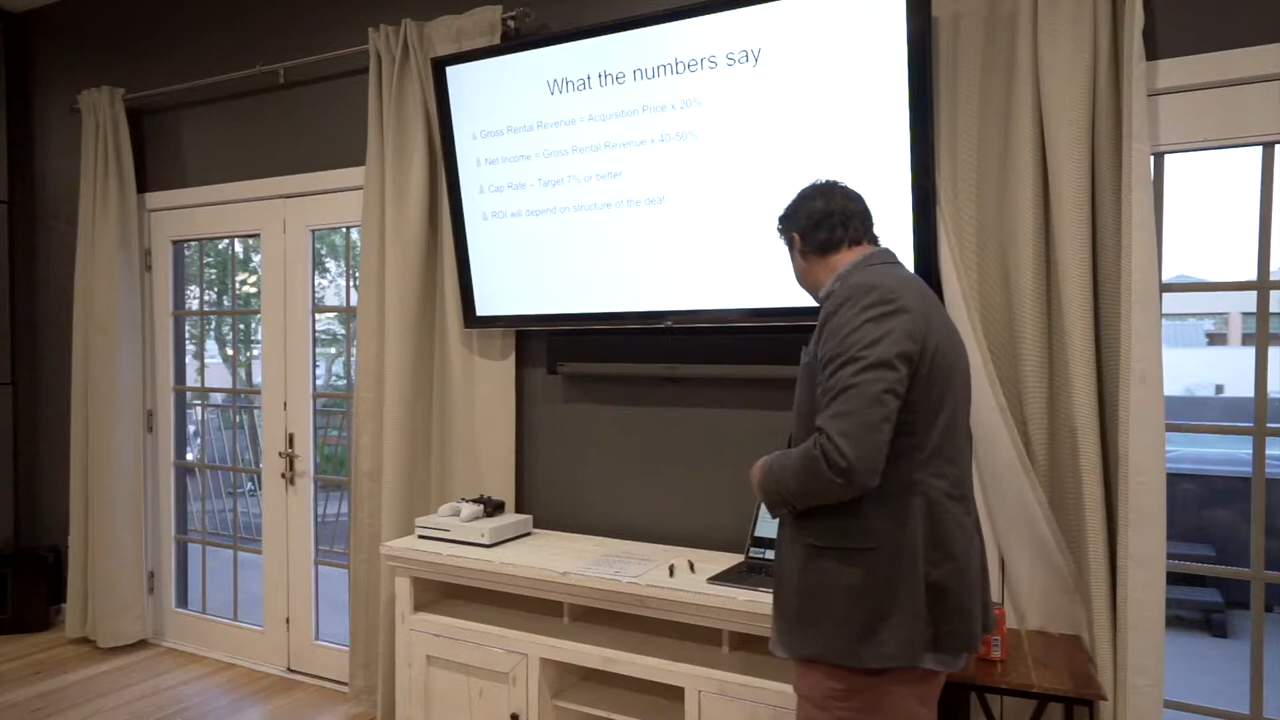 What the numbers say
Gross Rental Revenue = Acquisition Price x 20%
Net Income = Gross Rental Revenue x 40-50%
Cap Rate – Target 7% or better
ROI will depend on structure of the deal